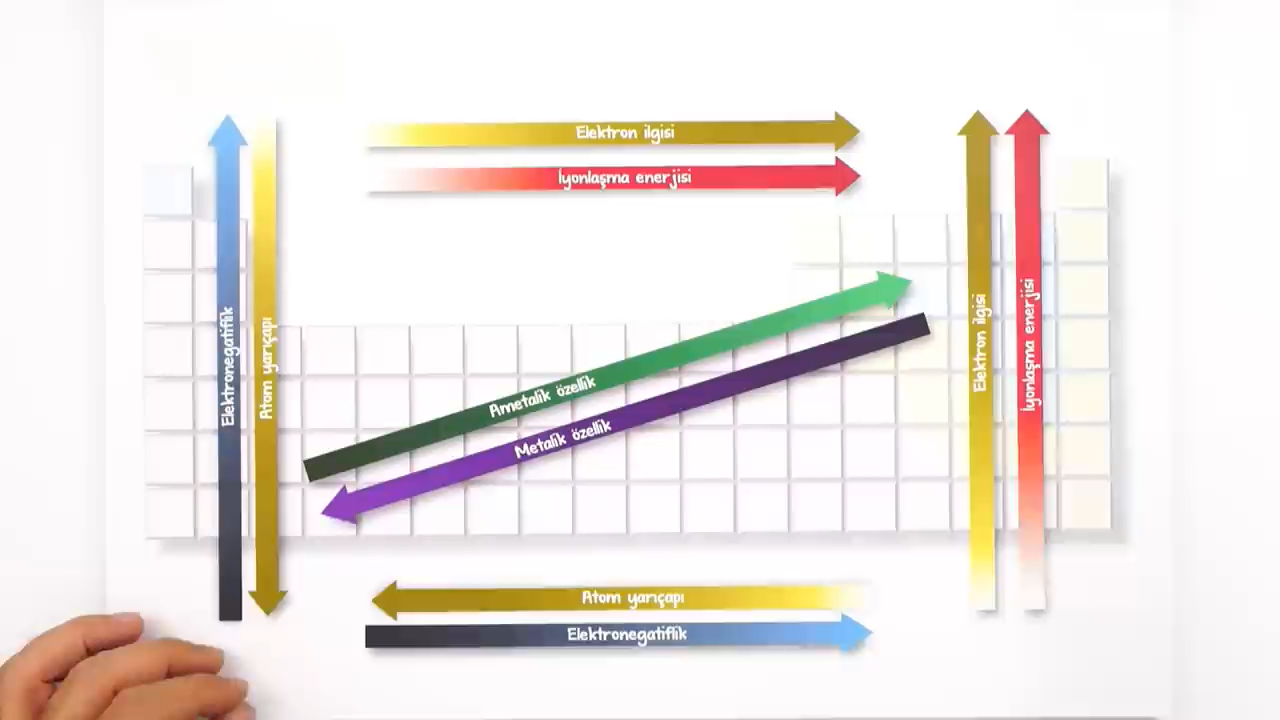 Elektron ilgisi
İyonlaşma enerjisi
Elektronegatiflik
Atom yarıçapı
Ametalik özellik
Metalik özellik
Elektron ilgisi
İyonlaşma enerjisi
Atom yarıçapı
Elektronegatiflik